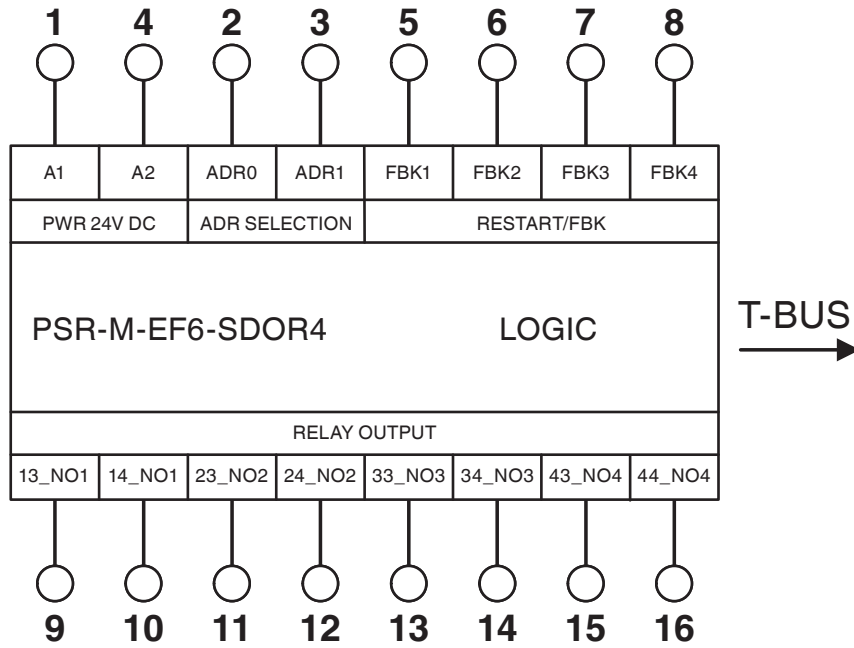 1 4 2 3 5 6 7 8
A1 A2 ADR0 ADR1 FBK1 FBK2 FBK3 FBK4
PWR 24V DC ADR SELECTION RESTART/FBK
PSR-M-EF6-SDOR4 LOGIC T-BUS
RELAY OUTPUT
13_NO1 14_NO1 23_NO2 24_NO2 33_NO3 34_NO3 43_NO4 44_NO4
9 10 11 12 13 14 15 16